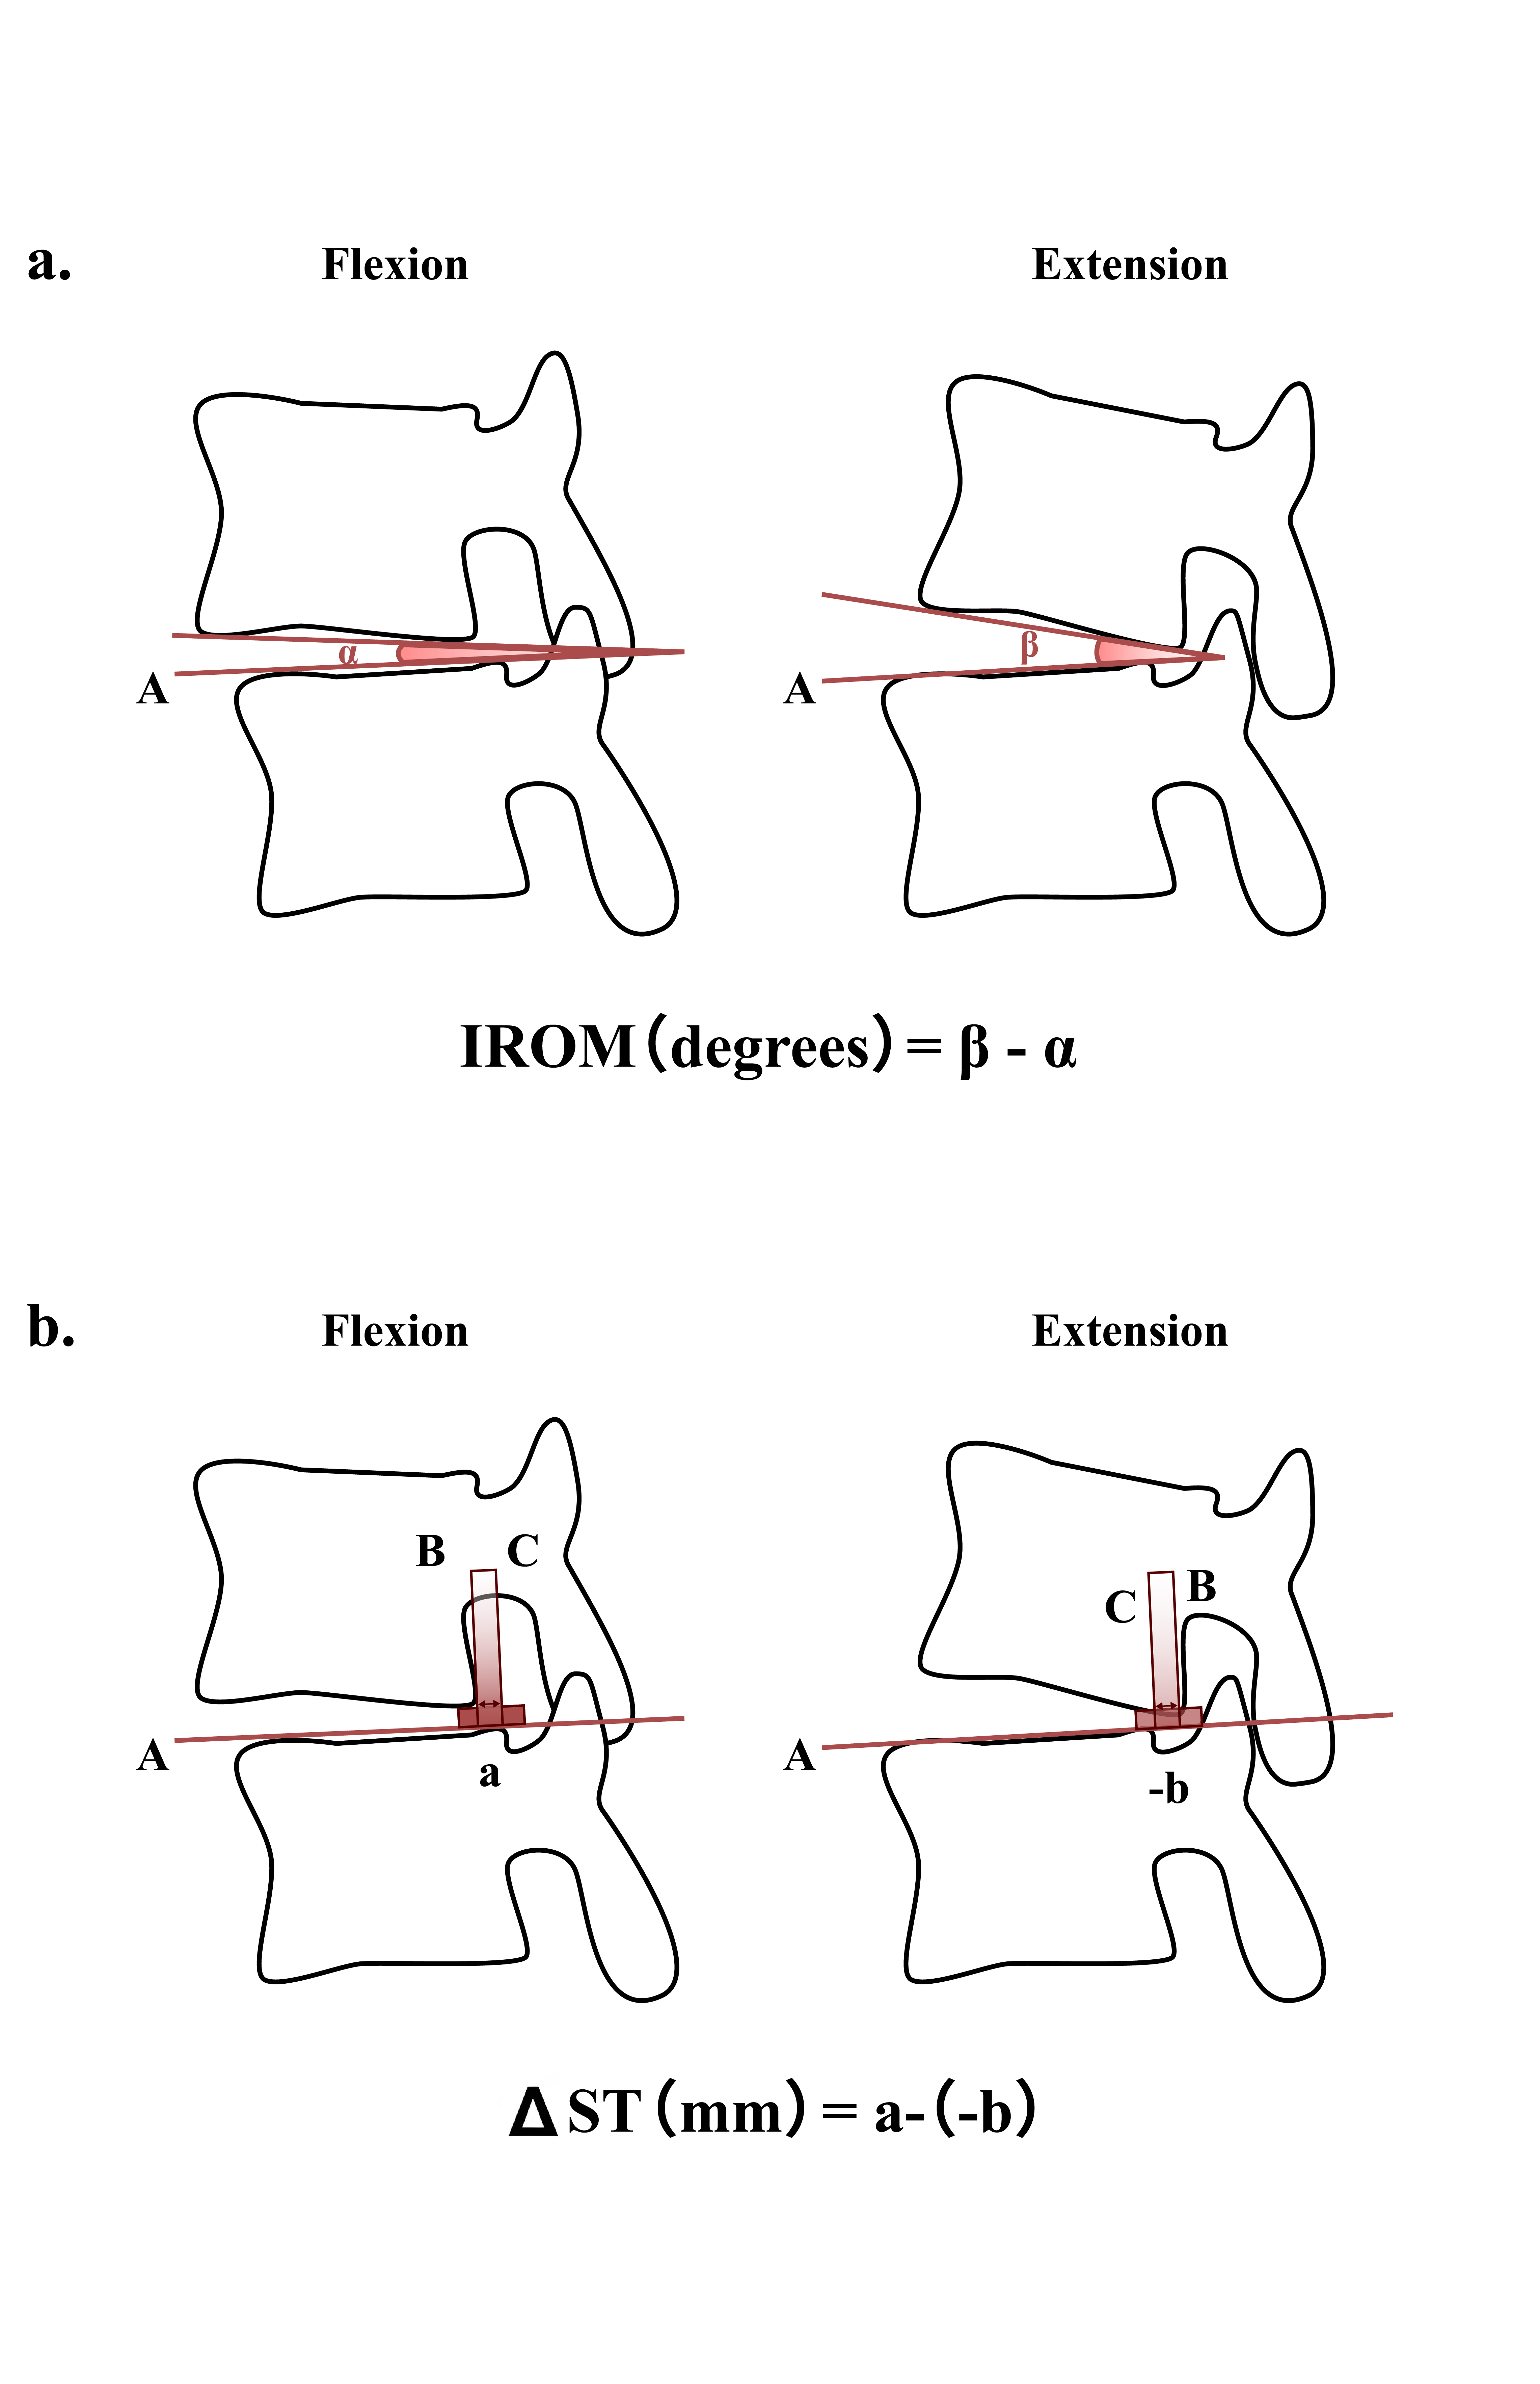 a.
Flexion Extension
α β
A A
IROM(degrees)= β - α
b.
Flexion Extension
B C C B
A A
a -b
ΔST(mm)= a-(-b)